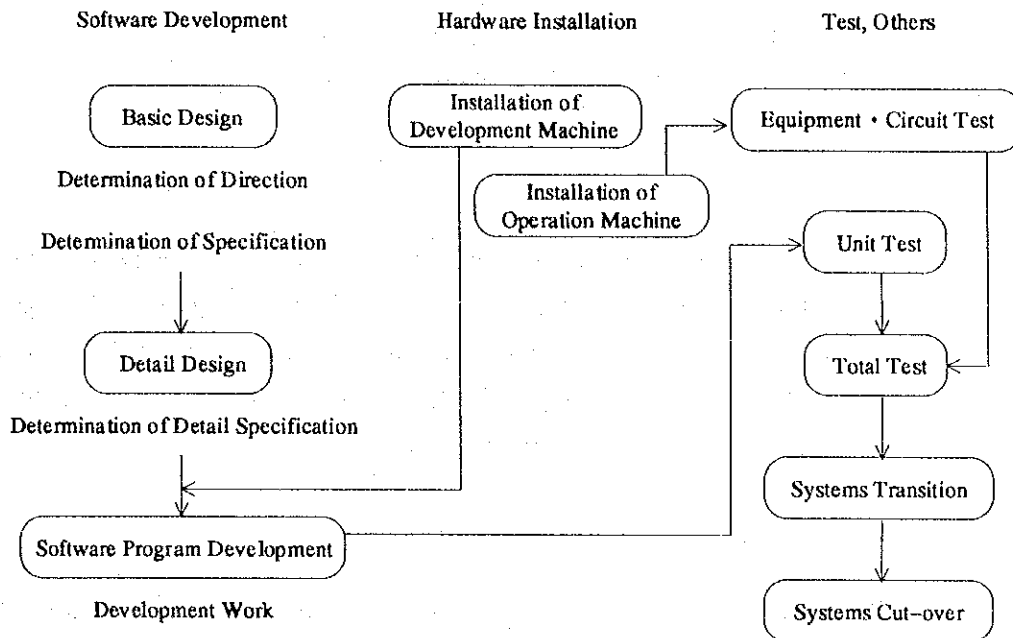 Software Development
Hardware Installation
Test, Others
Basic Design
Installation of
Development Machine
Equipment・Circuit Test
Determination of Direction
Installation of
Operation Machine
Determination of Specification
Unit Test
Detail Design
Total Test
Determination of Detail Specification
Systems Transition
Software Program Development
Development Work
Systems Cut-over